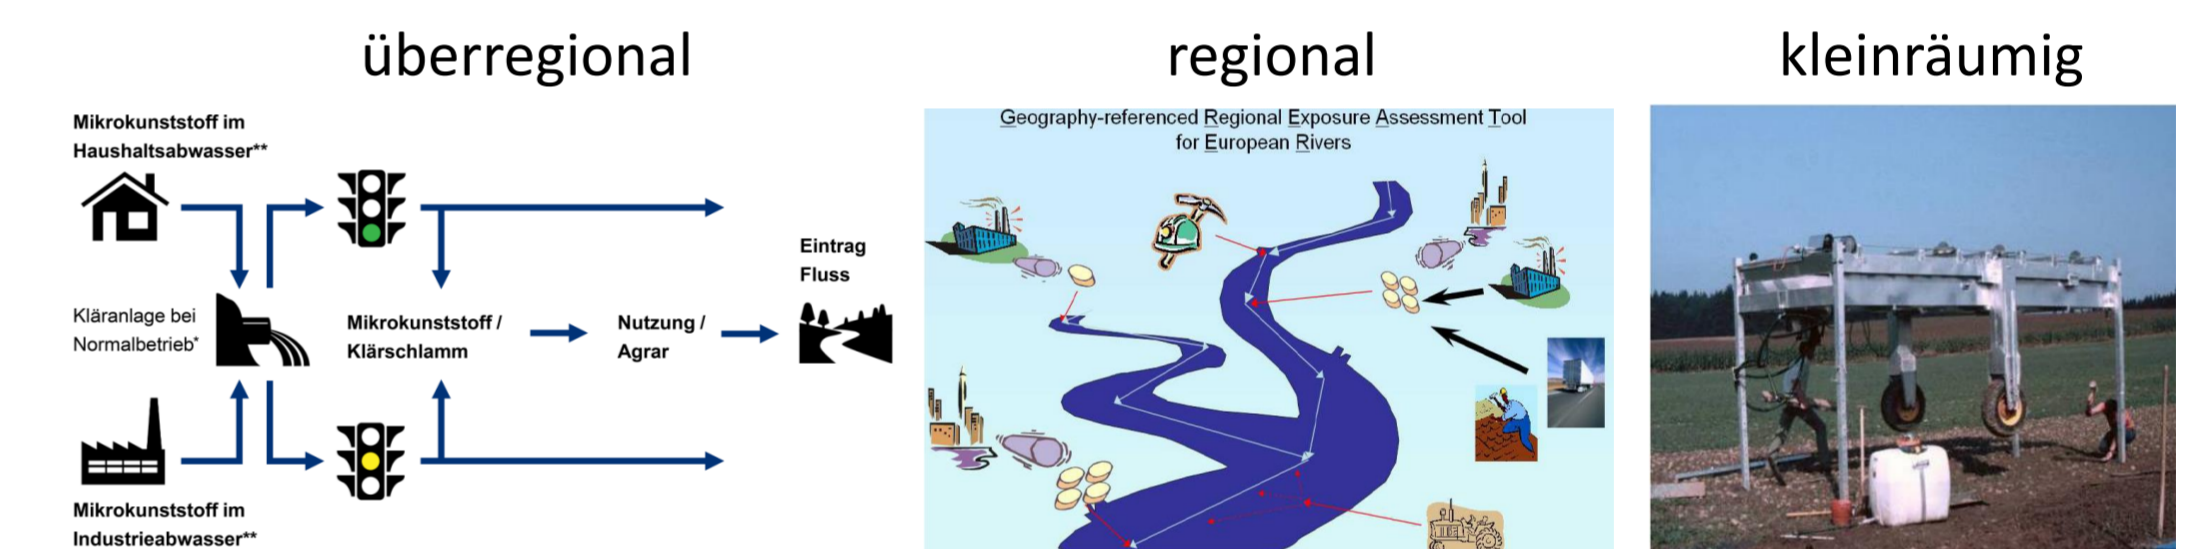 überregional
regional
kleinräumig
Mikrokunststoff im
Haushaltsabwasser**
Kläranlage bei
Normalbetrieb*
Mikrokunststoff /
Klärschlamm
Nutzung /
Agrar
Eintrag
Fluss
Mikrokunststoff im
Industrieabwasser**
Geography-referenced Regional Exposure Assessment Tool
for European Rivers